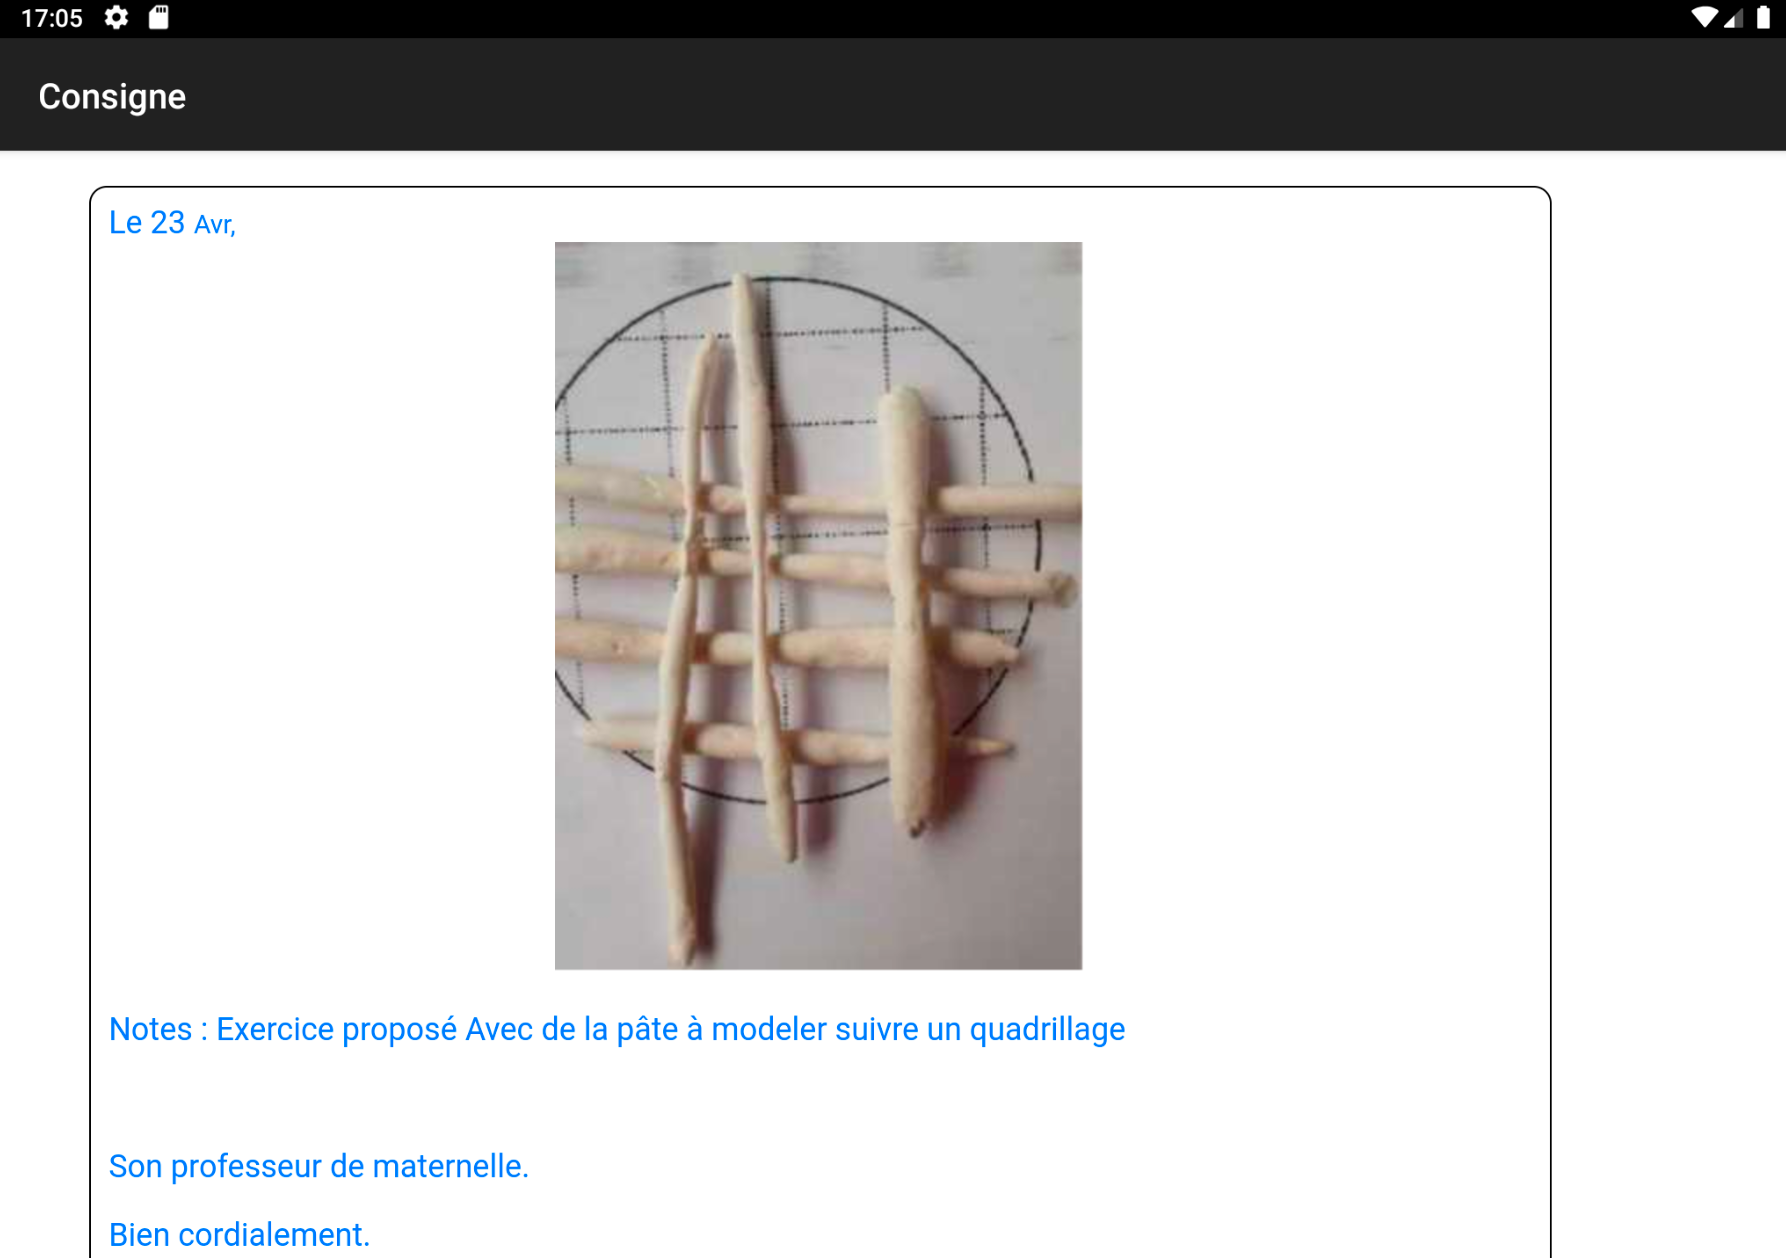 17:05
Consigne
Le 23 Avr,
Notes : Exercice proposé Avec de la pâte à modeler suivre un quadrillage
Son professeur de maternelle.
Bien cordialement.